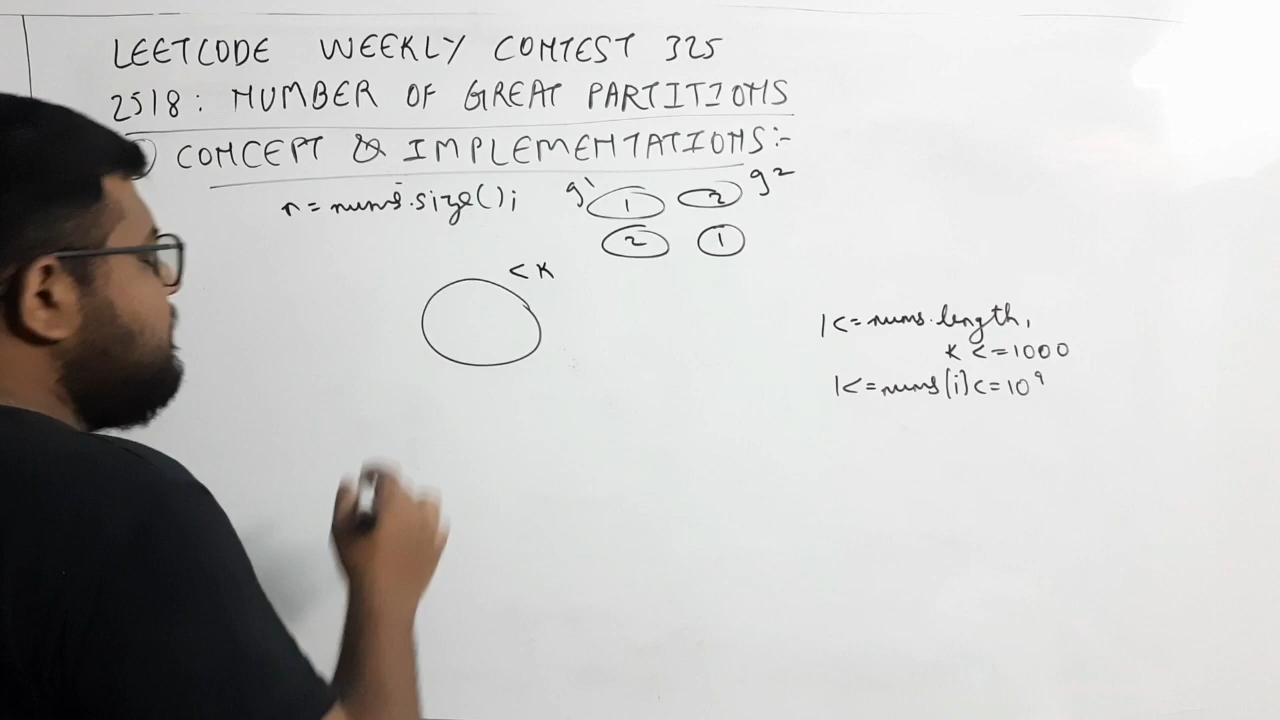 LEETCODE WEEKLY CONTEST 325
2518: NUMBER OF GREAT PARTITIONS
) CONCEPT & IMPLEMENTATIONS:-
n = nums.size();
g1 1 2 g2
2 1
< K
1<=nums.length,
K <=1000
1<=nums[i]<=10^9